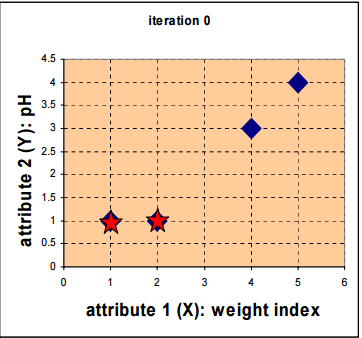 iteration 0
attribute 2 (Y): pH
4.5
4
3.5
3
2.5
2
1.5
1
0.5
0
0 1 2 3 4 5 6
attribute 1 (X): weight index